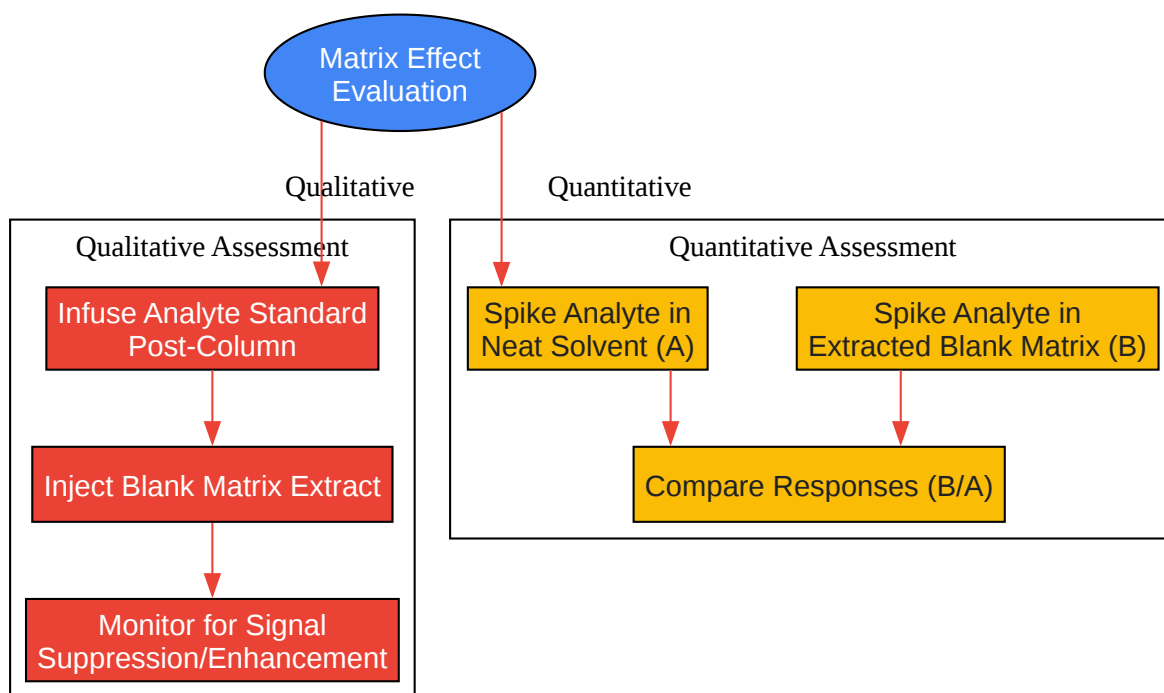 Matrix Effect
Evaluation
Qualitative
Quantitative
Qualitative Assessment
Infuse Analyte Standard
Post-Column
Inject Blank Matrix Extract
Monitor for Signal
Suppression/Enhancement
Quantitative Assessment
Spike Analyte in
Neat Solvent (A)
Spike Analyte in
Extracted Blank Matrix (B)
Compare Responses (B/A)